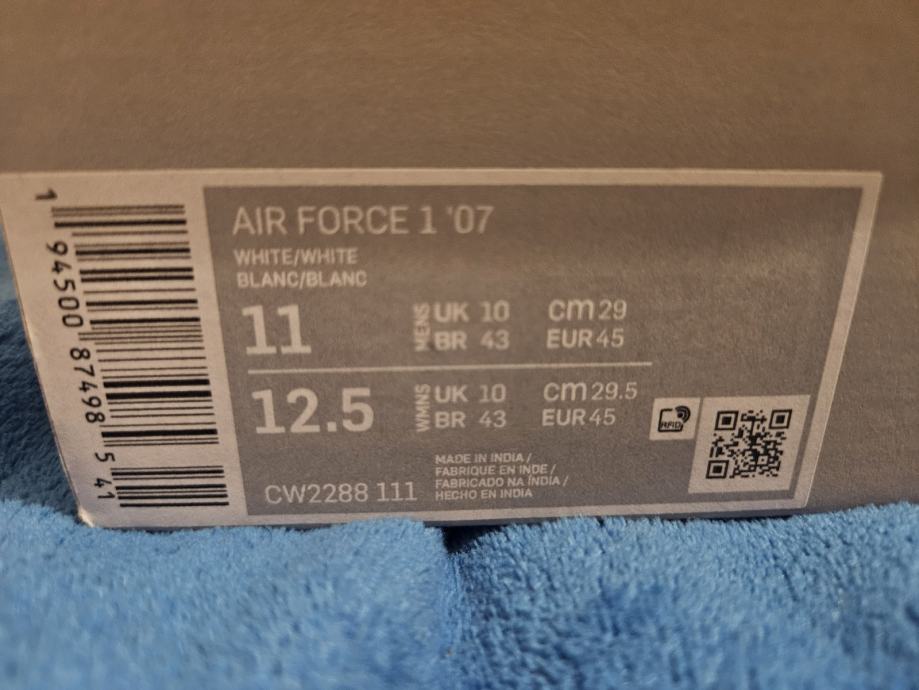 AIR FORCE 1 '07
WHITE/WHITE
BLANC/BLANC
11 MENS UK 10 cm 29
BR 43 EUR 45
12.5 WMNS UK 10 cm 29.5
BR 43 EUR 45
RFID
CW2288 111
MADE IN INDIA /
FABRIQUE EN INDE /
FABRICADO NA ÍNDIA /
HECHO EN INDIA
1 94500 87498 5 41